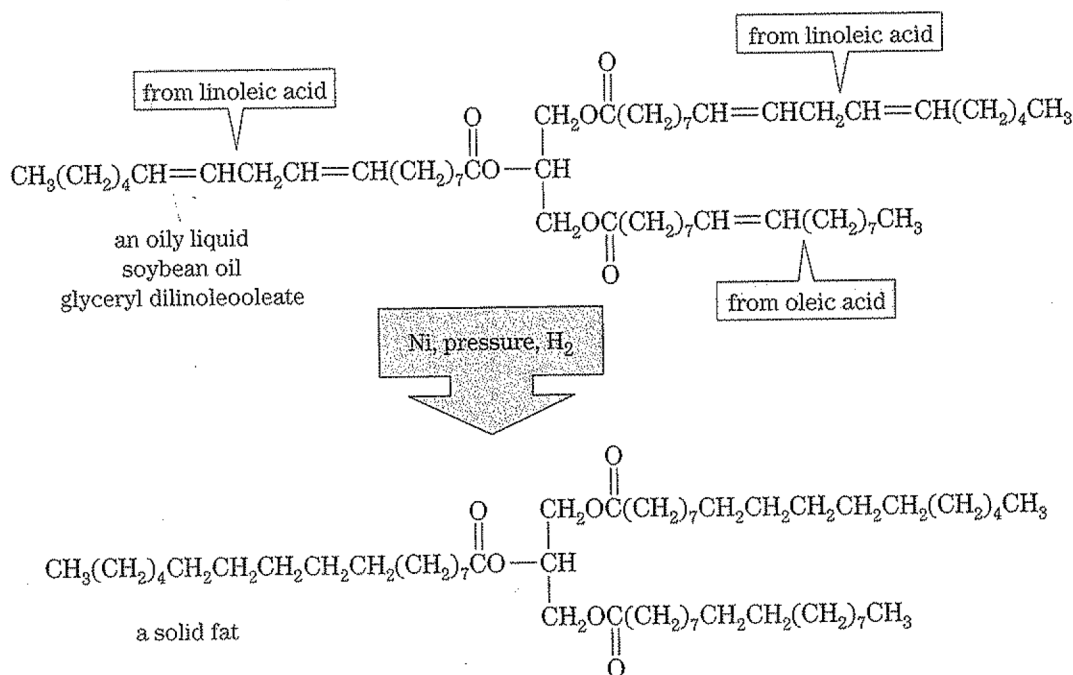 from linoleic acid
from linoleic acid
O
CH₂OC(CH₂)₇CH=CHCH₂CH=CH(CH₂)₄CH₃
O
CH₃(CH₂)₄CH=CHCH₂CH=CH(CH₂)₇CO—CH
CH₂OC(CH₂)₇CH=CH(CH₂)₇CH₃
O
an oily liquid
soybean oil
glyceryl dilinoleooleate
from oleic acid
Ni, pressure, H₂
O
CH₂OC(CH₂)₇CH₂CH₂CH₂CH₂CH₂(CH₂)₄CH₃
O
CH₃(CH₂)₄CH₂CH₂CH₂CH₂CH₂(CH₂)₇CO—CH
CH₂OC(CH₂)₇CH₂CH₂(CH₂)₇CH₃
O
a solid fat